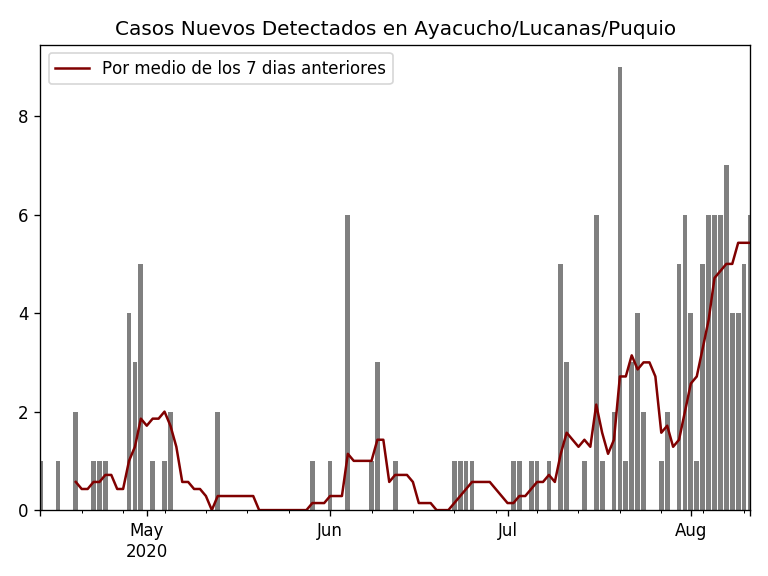 Casos Nuevos Detectados en Ayacucho/Lucanas/Puquio
Por medio de los 7 dias anteriores
8
6
4
2
0
May
2020
Jun
Jul
Aug